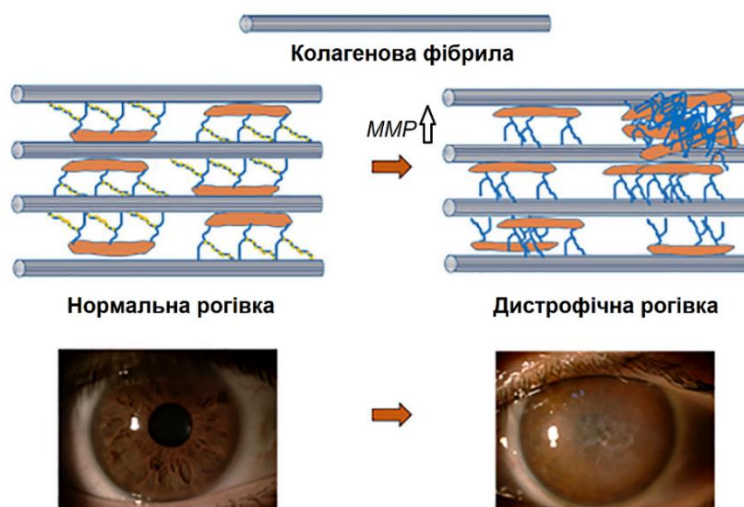 Колагенова фібрила
MMP
Нормальна рогівка
Дистрофічна рогівка